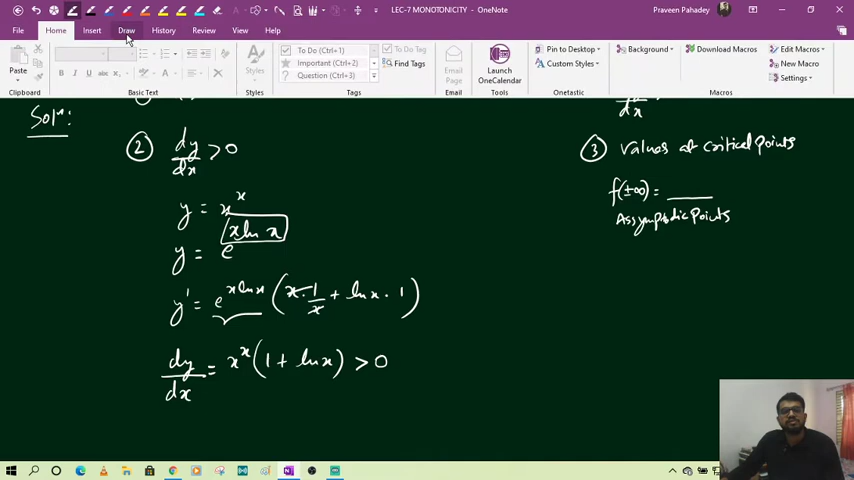 LEC-7 MONOTONICITY - OneNote
Praveen Pahadey
File Home Insert Draw History Review View Help
Paste
Clipboard
Basic Text
Styles
Styles
To Do (Ctrl+1)
Important (Ctrl+2)
Question (Ctrl+3)
To Do Tag
Find Tags
Tags
Email Page
Email
Launch OneCalendar
Pin to Desktop
Custom Styles
Onetastic
Background
Download Macros
Edit Macros
New Macro
Settings
Macros
Solⁿ:
② dy/dx > 0
y = x^x
y = e^(x ln x)
y' = e^(x ln x) (x · 1/x + ln x · 1)
dy/dx = x^x (1 + ln x) > 0
dx
③ Values at critical points
f(±∞) = ____
Assymptotic Points